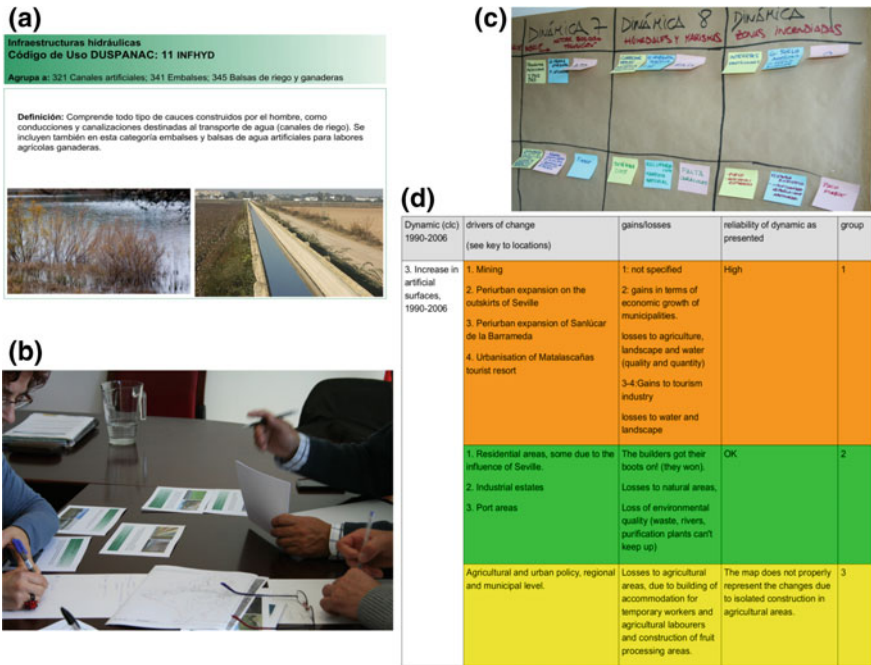 (a)
Infraestructuras hidráulicas
Código de Uso DUSPANAC: 11 INFHYD
Agrupa a: 321 Canales artificiales; 341 Embalses; 345 Balsas de riego y ganaderas
Definición: Comprende todo tipo de cauces construidos por el hombre, como
conducciones y canalizaciones destinadas al transporte de agua (canales de riego). Se
incluyen también en esta categoría embalses y balsas de agua artificiales para labores
agrícolas ganaderas.
(b)
(c)
DINÁMICA 7
DINÁMICA 8
HUMEDALES Y MARISMAS
DINÁMICA
ZONAS INCENDIADAS
(d)
Dynamic (clc)
1990-2006
drivers of change
(see key to locations)
gains/losses
reliability of dynamic as
presented
group
3. Increase in
artificial
surfaces,
1990-2006
1. Mining
2. Periurban expansion on the
outskirts of Seville
3. Periurban expansion of Sanlúcar
de la Barrameda
4. Urbanisation of Matalascañas
tourist resort
1: not specified
2: gains in terms of
economic growth of
municipalities.
losses to agriculture,
landscape and water
(quality and quantity)
3-4:Gains to tourism
industry
losses to water and
landscape
High
1
1. Residential areas, some due to the
influence of Seville.
2. Industrial estates
3. Port areas
The builders got their
boots on! (they won).
Losses to natural areas,
Loss of environmental
quality (waste, rivers,
purification plants can't
keep up)
OK
2
Agricultural and urban policy, regional
and municipal level.
Losses to agricultural
areas, due to building of
accommodation for
temporary workers and
agricultural labourers
and construction of fruit
processing areas.
The map does not properly
represent the changes due
to isolated construction in
agricultural areas.
3